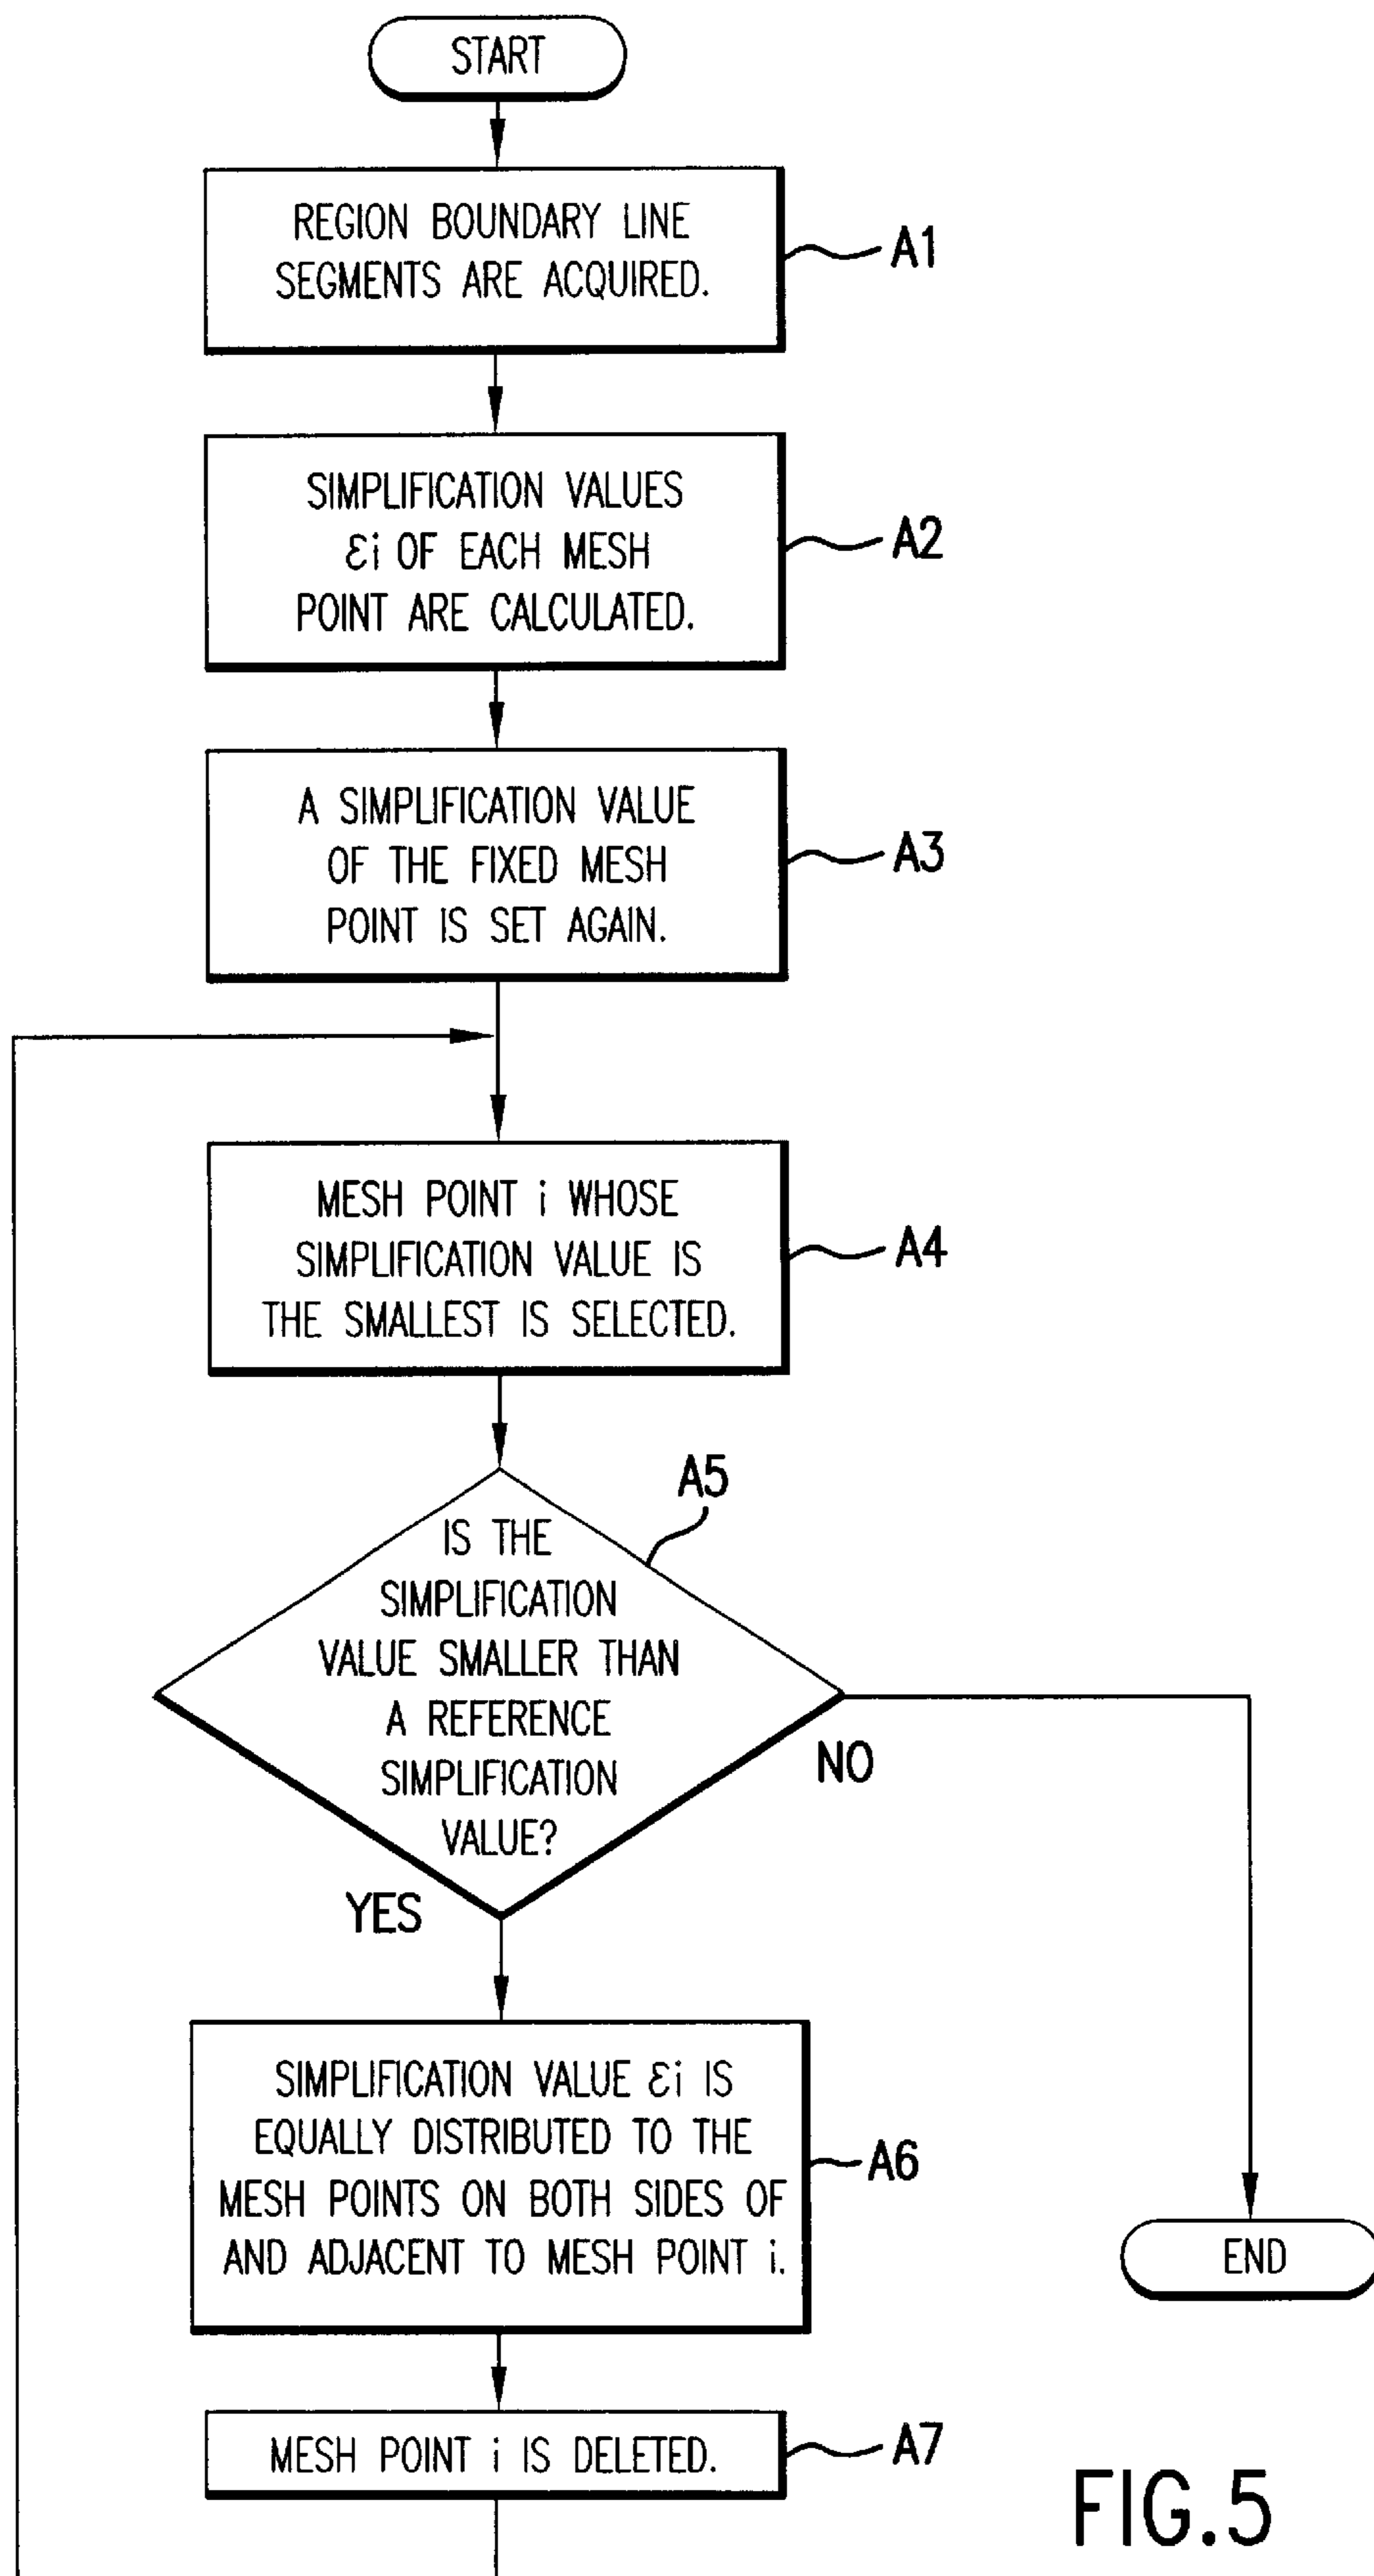 START
REGION BOUNDARY LINE
SEGMENTS ARE ACQUIRED.
A1
SIMPLIFICATION VALUES
εi OF EACH MESH
POINT ARE CALCULATED.
A2
A SIMPLIFICATION VALUE
OF THE FIXED MESH
POINT IS SET AGAIN.
A3
MESH POINT i WHOSE
SIMPLIFICATION VALUE IS
THE SMALLEST IS SELECTED.
A4
A5
IS THE
SIMPLIFICATION
VALUE SMALLER THAN
A REFERENCE
SIMPLIFICATION
VALUE?
NO
YES
SIMPLIFICATION VALUE εi IS
EQUALLY DISTRIBUTED TO THE
MESH POINTS ON BOTH SIDES OF
AND ADJACENT TO MESH POINT i.
A6
END
MESH POINT i IS DELETED.
A7
FIG.5